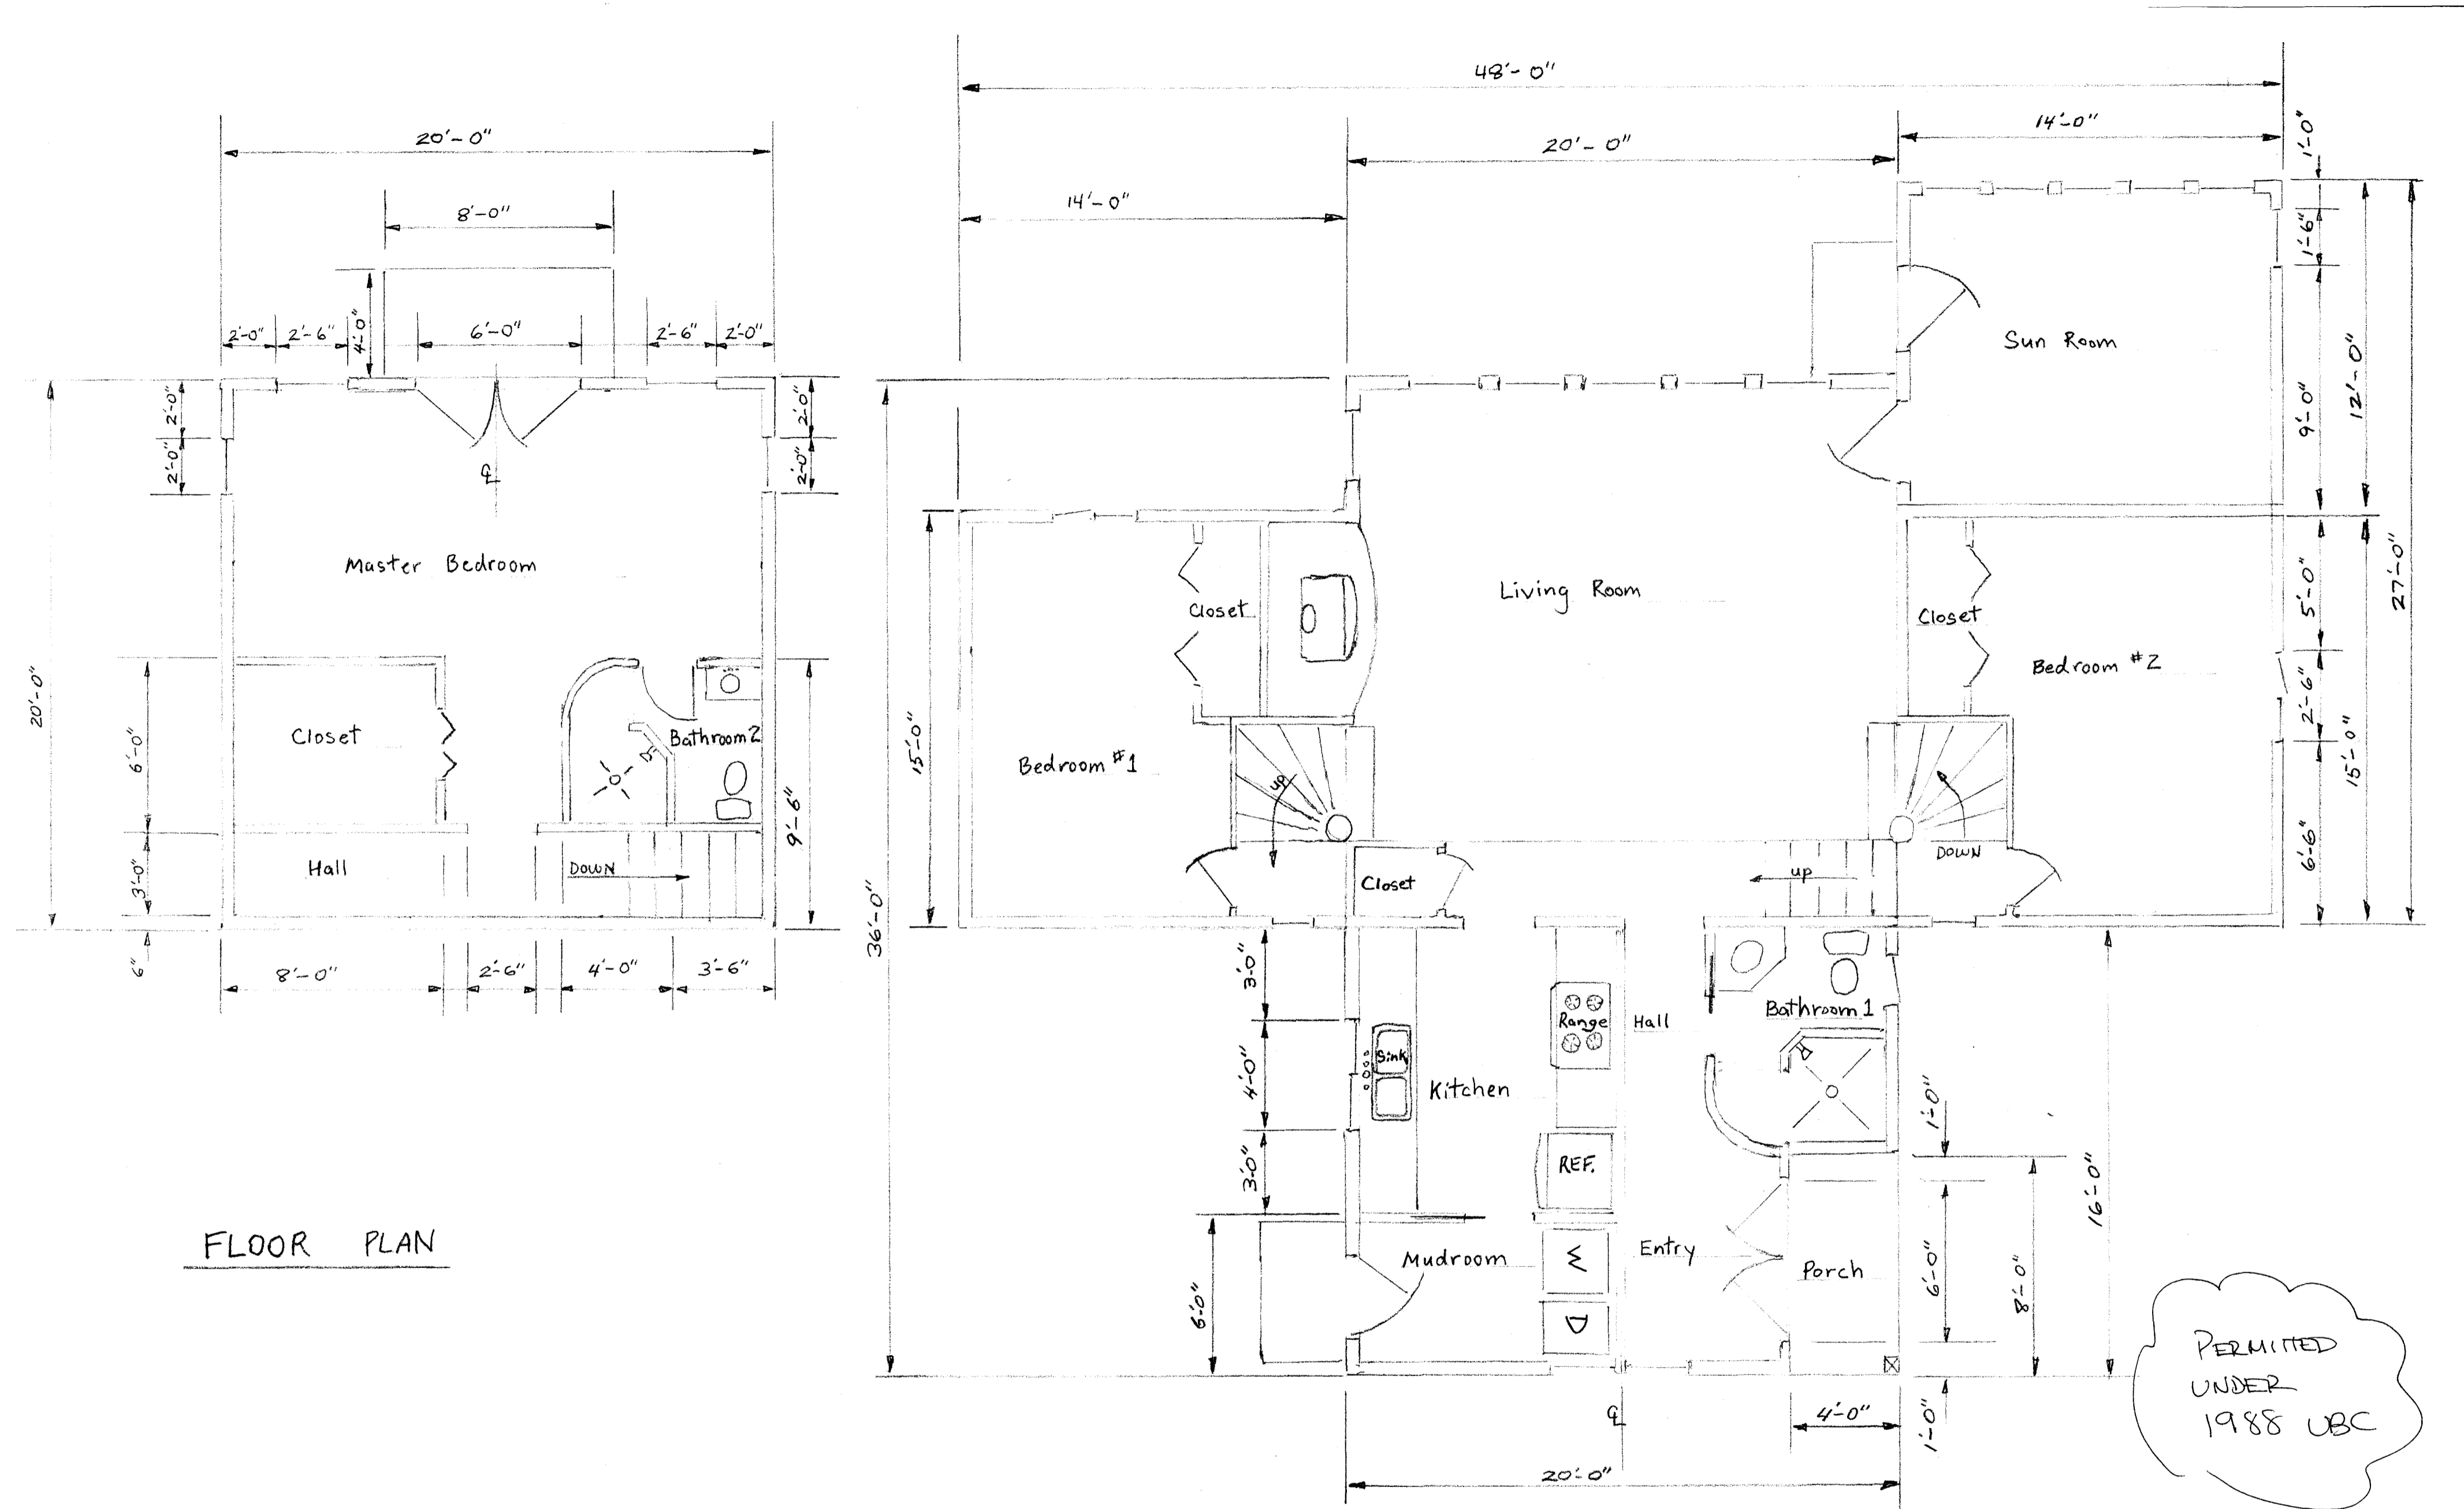 20'-0"
8'-0"
2'-0"
2'-6"
4'-0"
6'-0"
2'-6"
2'-0"
2'-0"
2'-0"
2'-0"
2'-0"
℄
Master Bedroom
20'-0"
6'-0"
3'-0"
6"
9'-6"
Closet
Bathroom 2
Hall
DOWN
8'-0"
2'-6"
4'-0"
3'-6"
FLOOR PLAN
48'-0"
20'-0"
14'-0"
14'-0"
1'-0"
1'-6"
9'-0"
12'-0"
27'-0"
5'-0"
2'-6"
6'-6"
15'-0"
Sun Room
Living Room
Closet
Closet
Bedroom #2
Bedroom #1
15'-0"
36'-0"
up
DOWN
Closet
up
3'-0"
4'-0"
3'-0"
6'-0"
Sink
Kitchen
Range
Hall
Bathroom 1
REF.
Mudroom
W
D
Entry
Porch
1'-0"
6'-0"
8'-0"
16'-0"
1'-0"
4'-0"
℄
20'-0"
PERMITTED
UNDER
1988 UBC